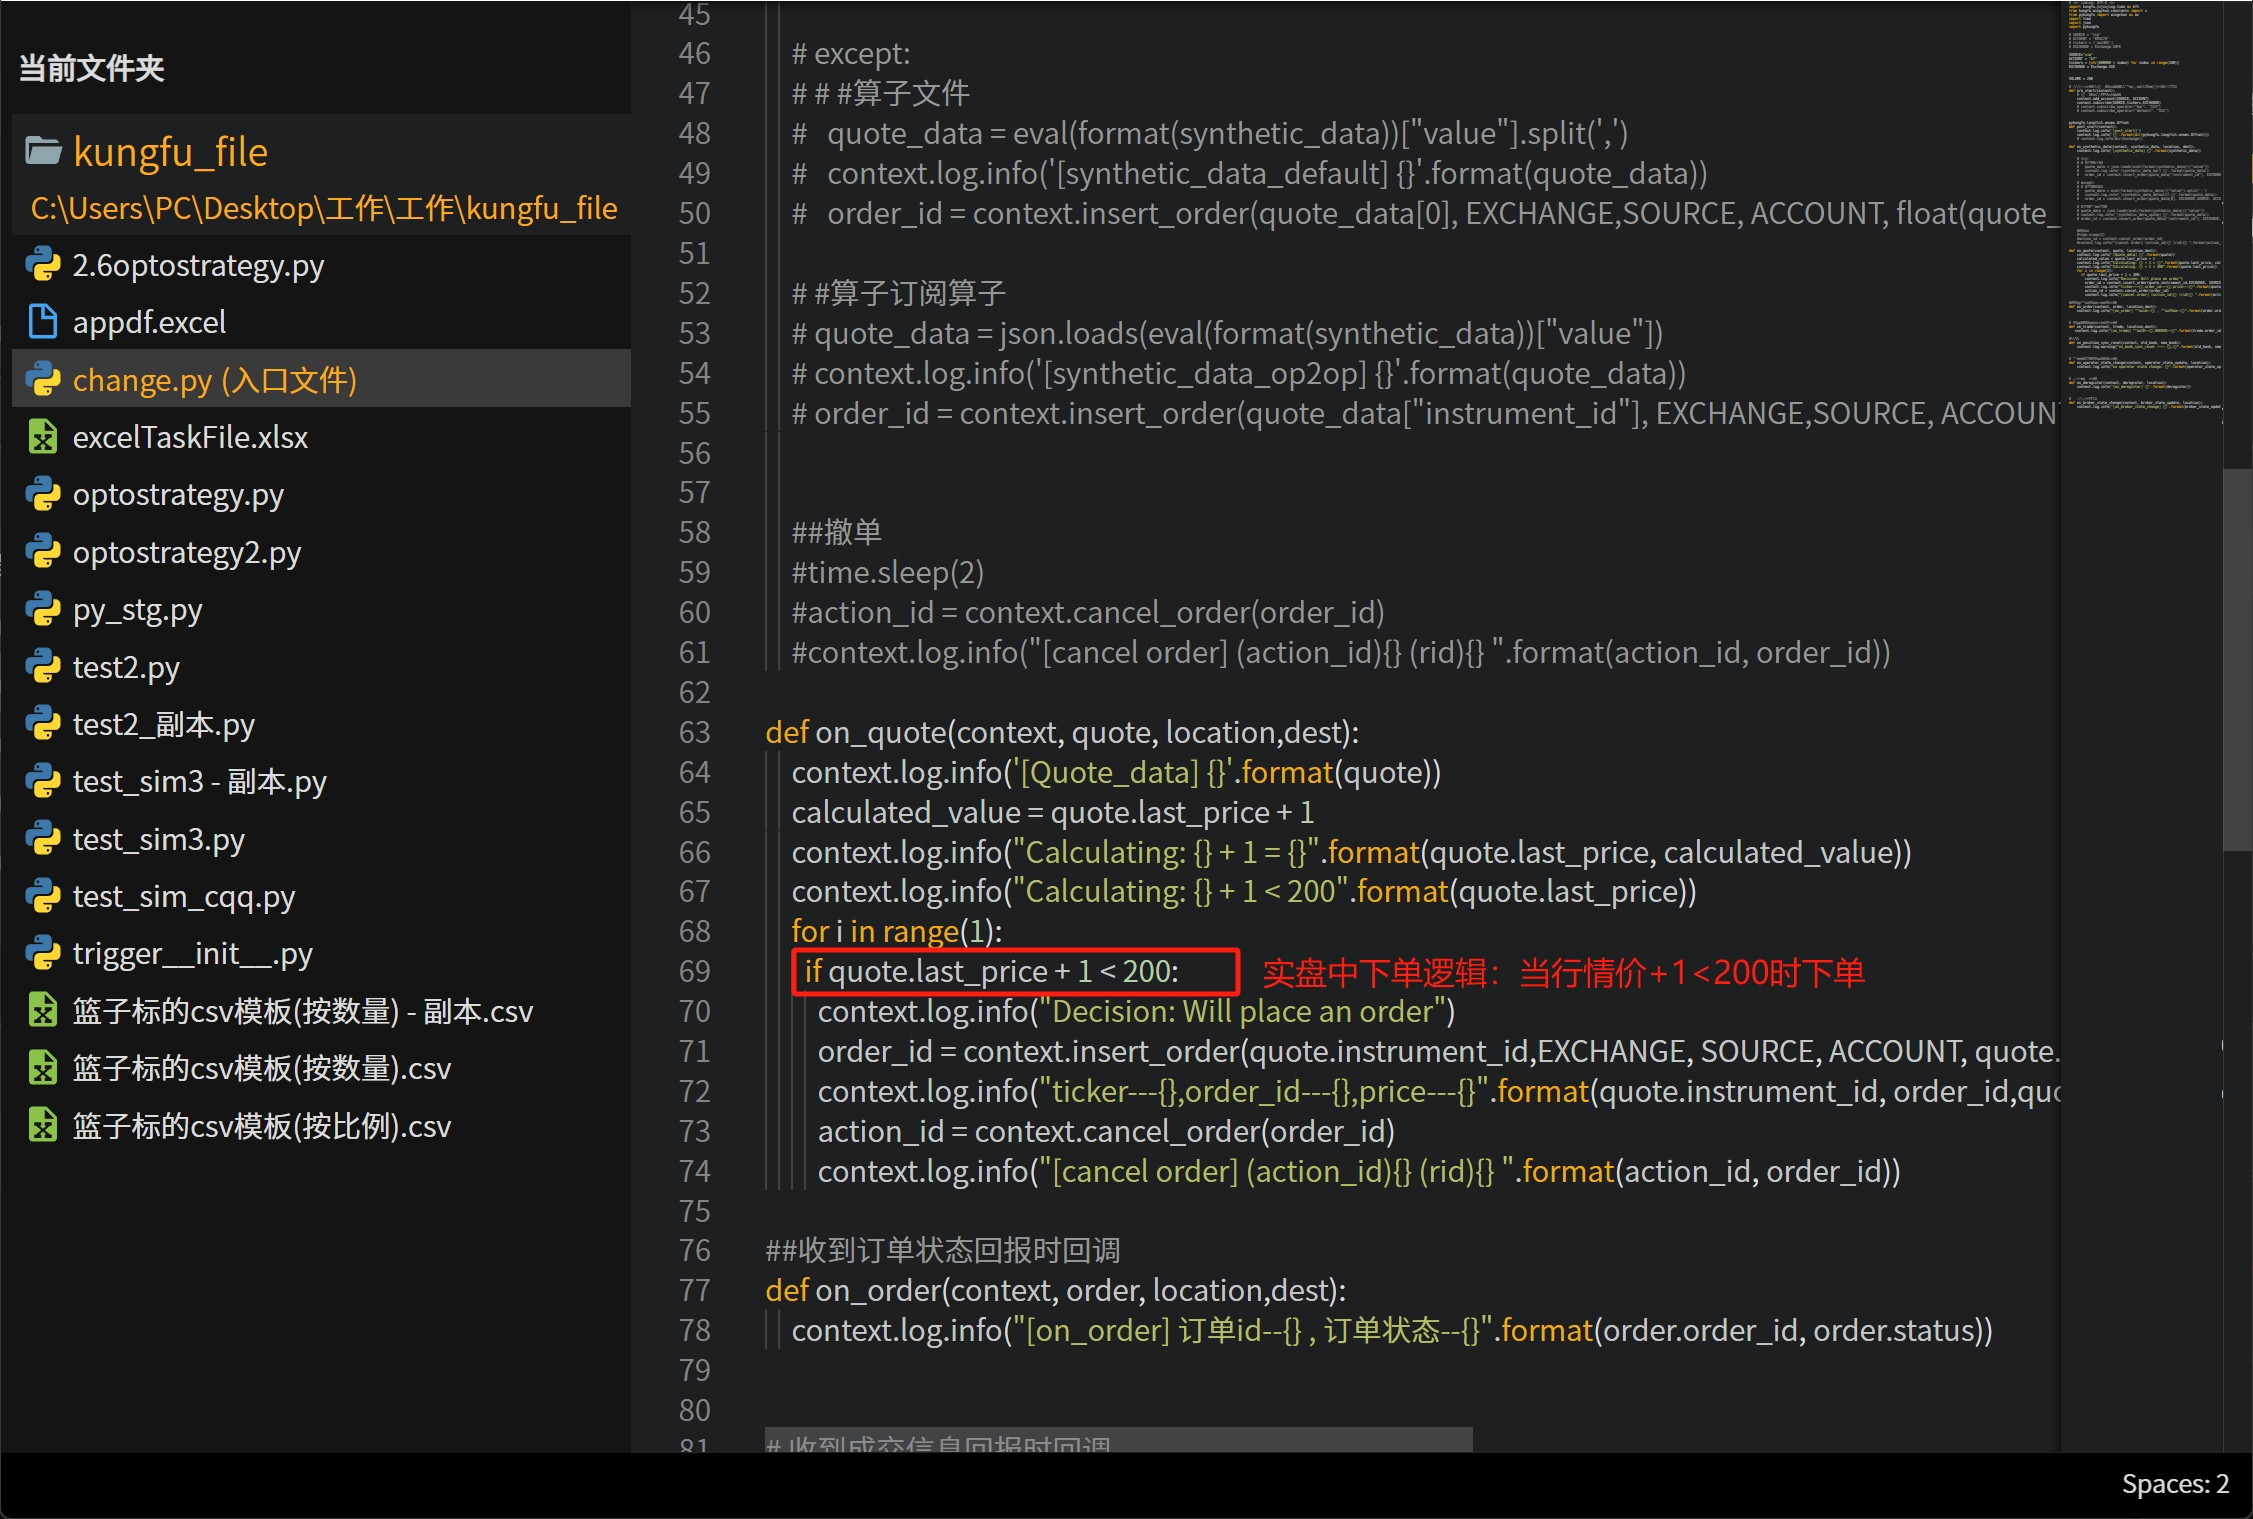 当前文件夹
kungfu_file
C:\Users\PC\Desktop\工作\工作\kungfu_file
2.6optostrategy.py
appdf.excel
change.py (入口文件)
excelTaskFile.xlsx
optostrategy.py
optostrategy2.py
py_stg.py
test2.py
test2_副本.py
test_sim3 - 副本.py
test_sim3.py
test_sim_cqq.py
trigger__init__.py
篮子标的csv模板(按数量) - 副本.csv
篮子标的csv模板(按数量).csv
篮子标的csv模板(按比例).csv
45
46 # except:
47 # # #算子文件
48 #   quote_data = eval(format(synthetic_data))["value"].split(',')
49 #   context.log.info('[synthetic_data_default] {}'.format(quote_data))
50 #   order_id = context.insert_order(quote_data[0], EXCHANGE,SOURCE, ACCOUNT, float(quote_
51
52 # #算子订阅算子
53 # quote_data = json.loads(eval(format(synthetic_data))["value"])
54 # context.log.info('[synthetic_data_op2op] {}'.format(quote_data))
55 # order_id = context.insert_order(quote_data["instrument_id"], EXCHANGE,SOURCE, ACCOUN
56
57
58 ##撤单
59 #time.sleep(2)
60 #action_id = context.cancel_order(order_id)
61 #context.log.info("[cancel order] (action_id){} (rid){} ".format(action_id, order_id))
62
63 def on_quote(context, quote, location,dest):
64 context.log.info('[Quote_data] {}'.format(quote))
65 calculated_value = quote.last_price + 1
66 context.log.info("Calculating: {} + 1 = {}".format(quote.last_price, calculated_value))
67 context.log.info("Calculating: {} + 1 < 200".format(quote.last_price))
68 for i in range(1):
69 if quote.last_price + 1 < 200: 实盘中下单逻辑：当行情价+1<200时下单
70 context.log.info("Decision: Will place an order")
71 order_id = context.insert_order(quote.instrument_id,EXCHANGE, SOURCE, ACCOUNT, quote.
72 context.log.info("ticker---{},order_id---{},price---{}".format(quote.instrument_id, order_id,quo
73 action_id = context.cancel_order(order_id)
74 context.log.info("[cancel order] (action_id){} (rid){} ".format(action_id, order_id))
75
76 ##收到订单状态回报时回调
77 def on_order(context, order, location,dest):
78 context.log.info("[on_order] 订单id--{} , 订单状态--{}".format(order.order_id, order.status))
79
80
81 # 收到成交信息回报时回调
Spaces: 2